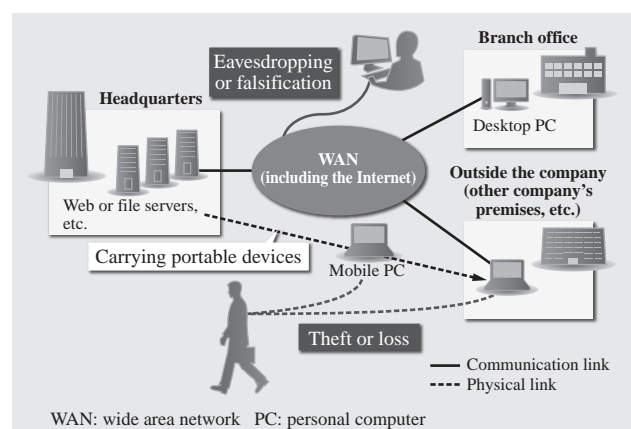 Eavesdropping
or falsification
Branch office
Headquarters
Desktop PC
WAN
(including the Internet)
Outside the company
(other company's
premises, etc.)
Web or file servers,
etc.
Carrying portable devices
Mobile PC
Theft or loss
Communication link
Physical link
WAN: wide area network PC: personal computer